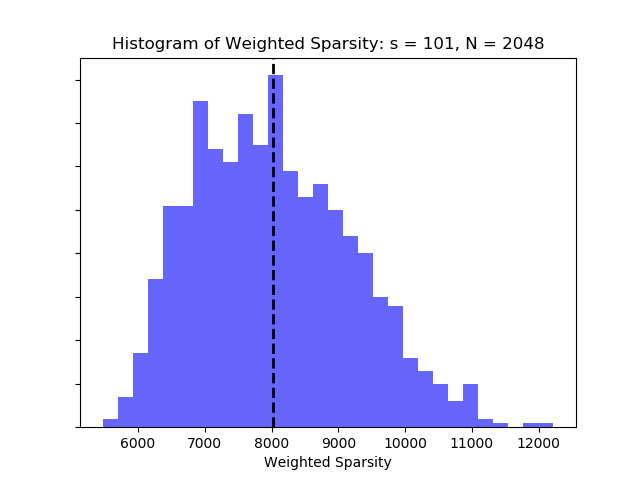 Histogram of Weighted Sparsity: s = 101, N = 2048
6000 7000 8000 9000 10000 11000 12000
Weighted Sparsity